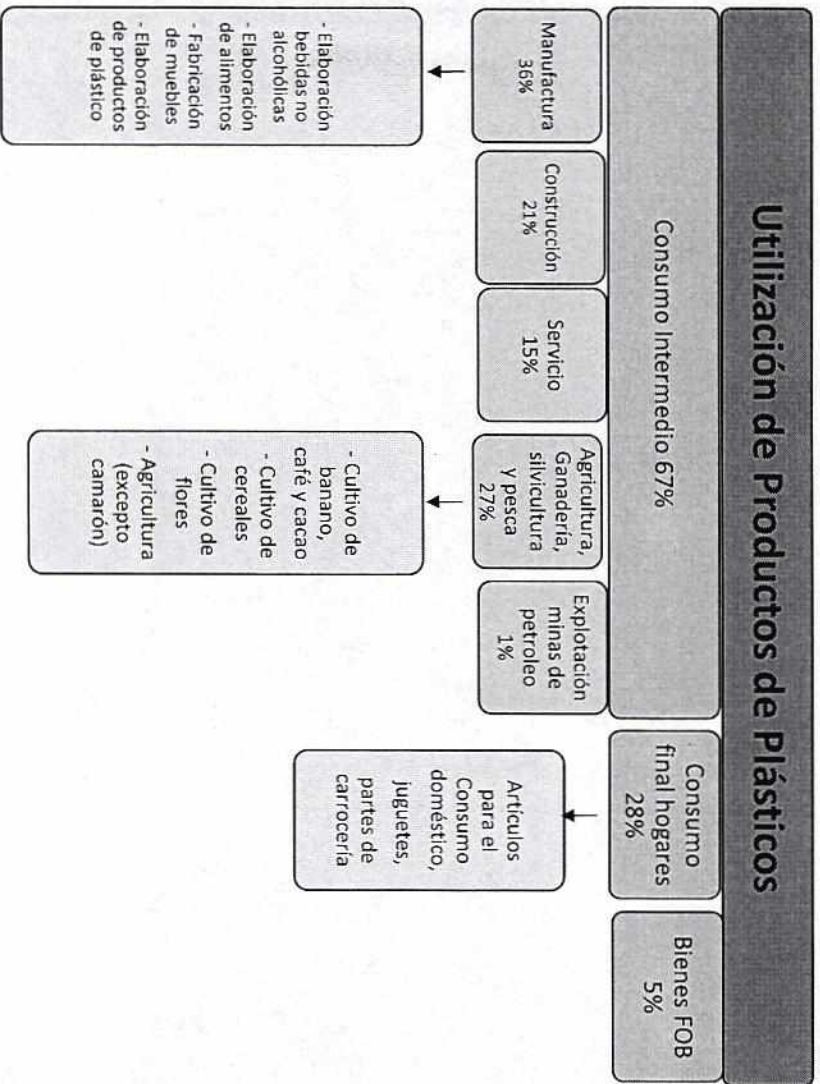 Utilización de Productos de Plásticos
Consumo Intermedio 67%
Consumo
final hogares
28%
Bienes FOB
5%
Manufactura
36%
Construcción
21%
Servicio
15%
Agricultura,
Ganadería,
silvicultura
y pesca
27%
Explotación
minas de
petroleo
1%
Elaboración
bebidas no
alcohólicas
- Elaboración
de alimentos
- Fabricación
de muebles
- Elaboración
de productos
de plástico
- Cultivo de
banano,
café y cacao
- Cultivo de
cereales
- Cultivo de
flores
- Agricultura
(excepto
camarón)
Artículos
para el
Consumo
doméstico,
juguetes,
partes de
carrocería